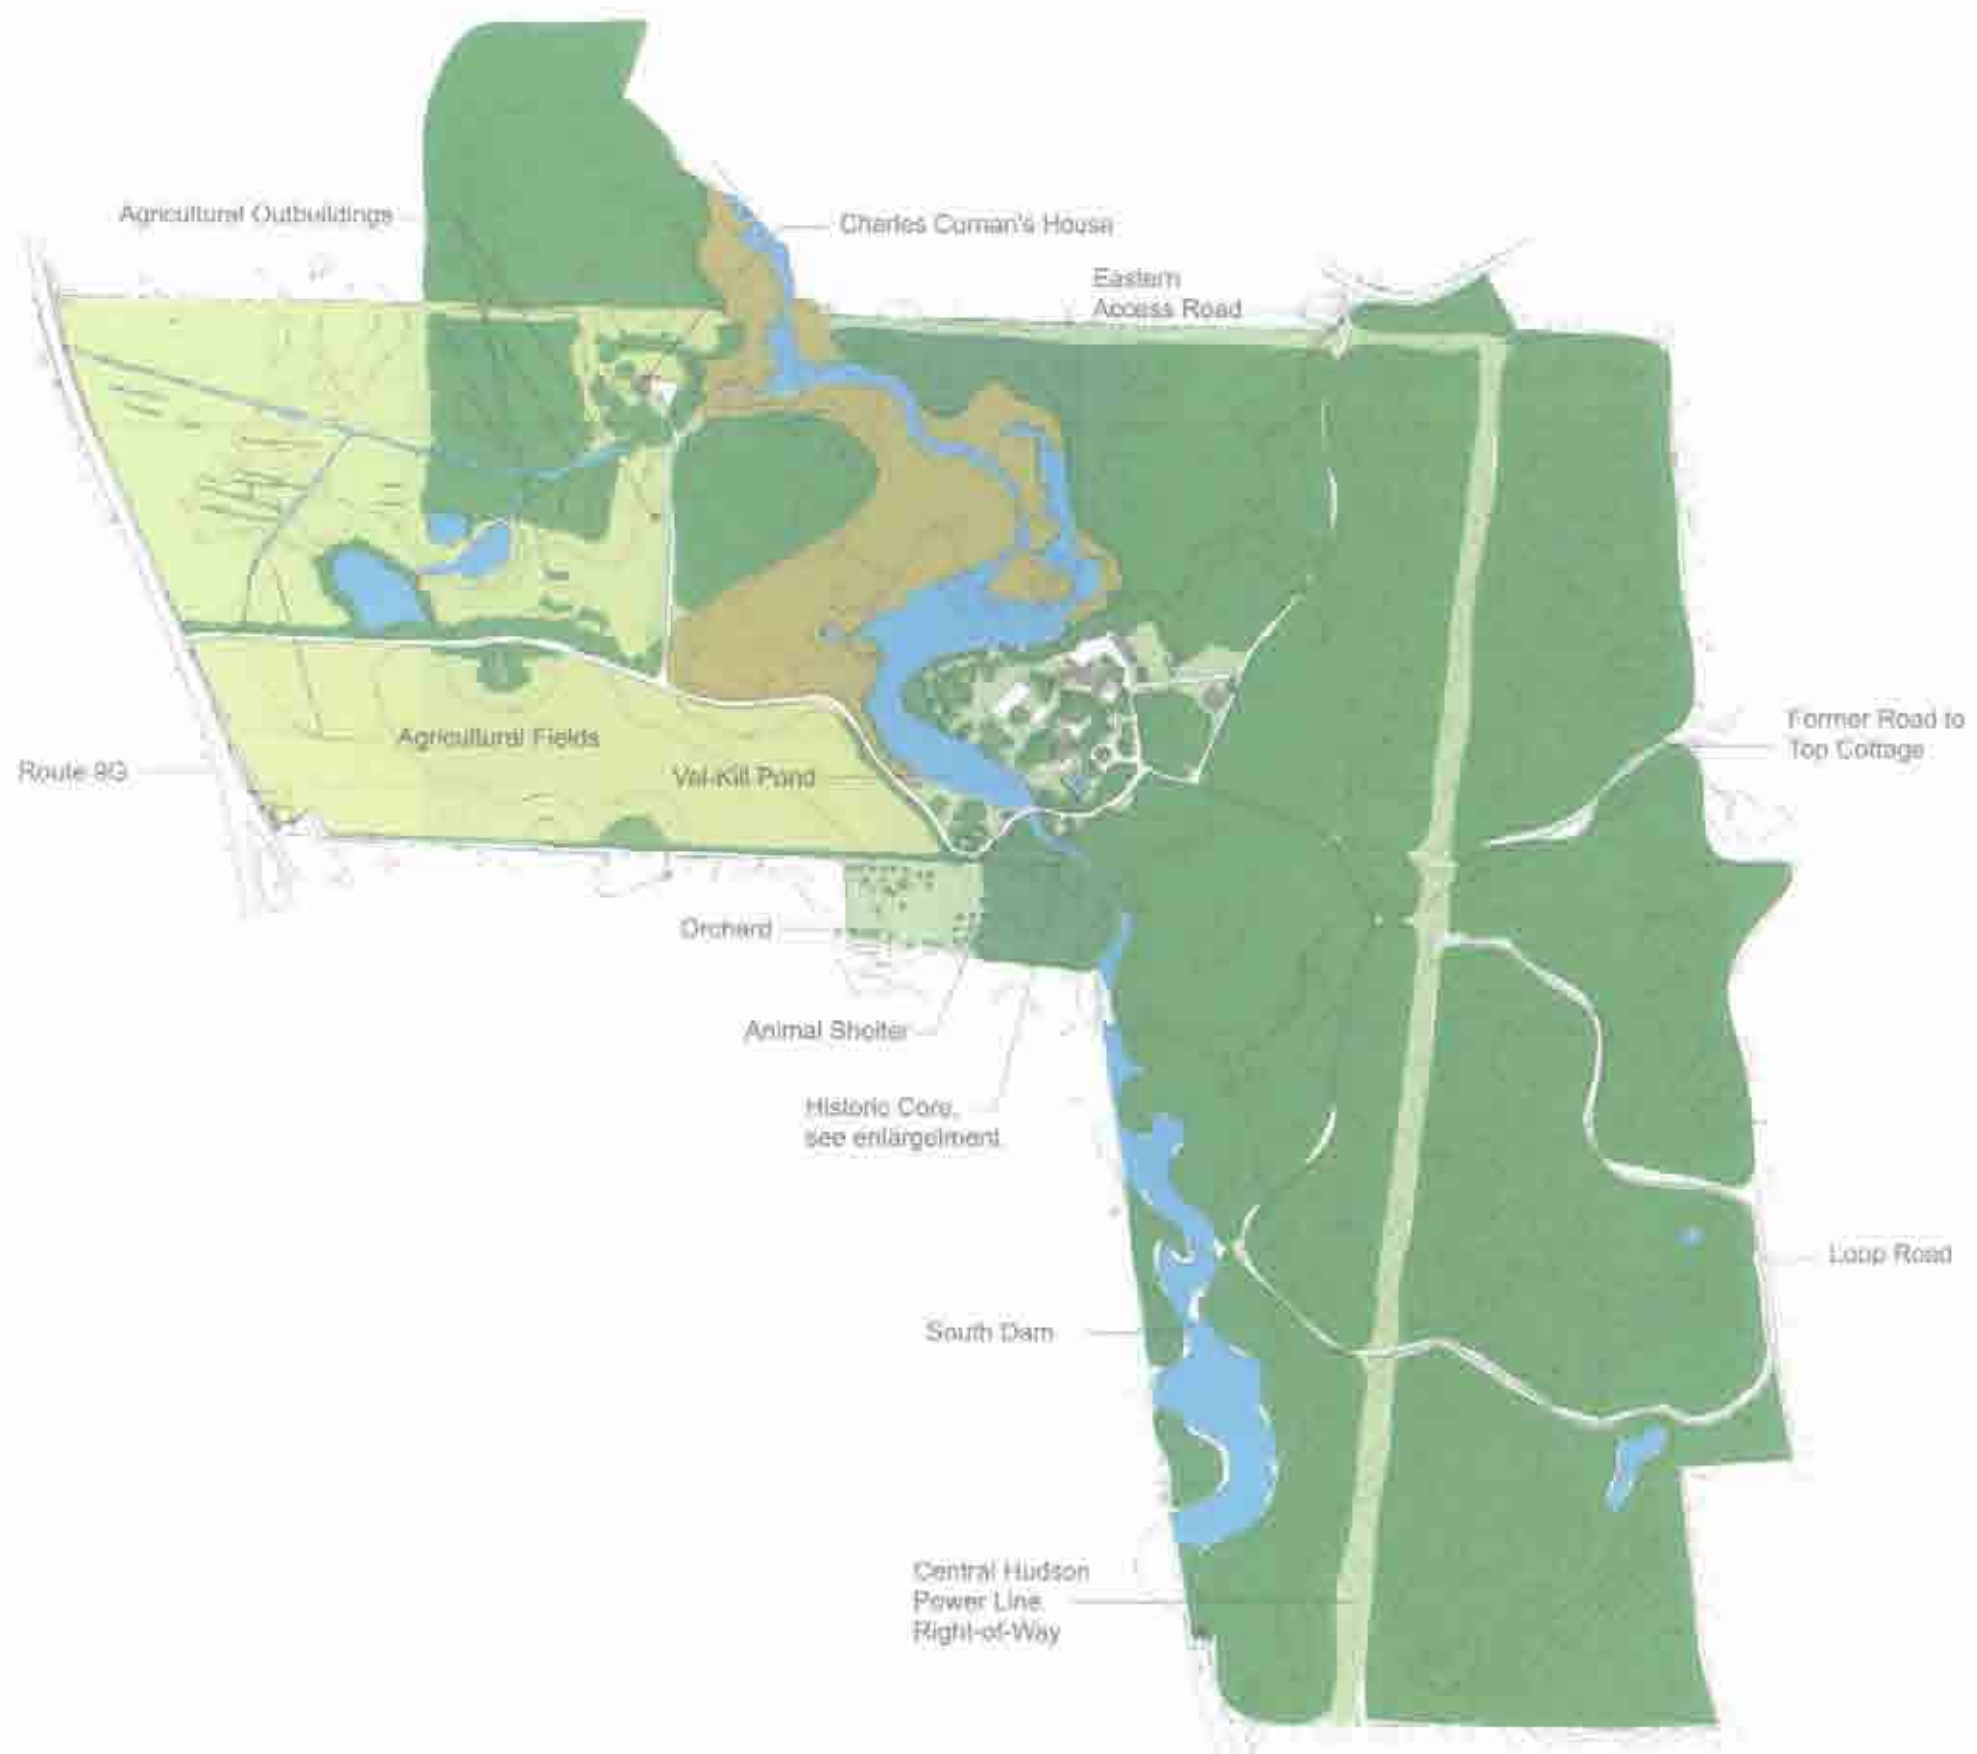 Agricultural Outbuildings
Charles Curnan's House
Eastern
Access Road
Former Road to
Top Cottage
Agricultural Fields
Route 9G
Val-Kill Pond
Orchard
Animal Shelter
Historic Core,
see enlargelment
Loop Road
South Dam
Central Hudson
Power Line
Right-of-Way